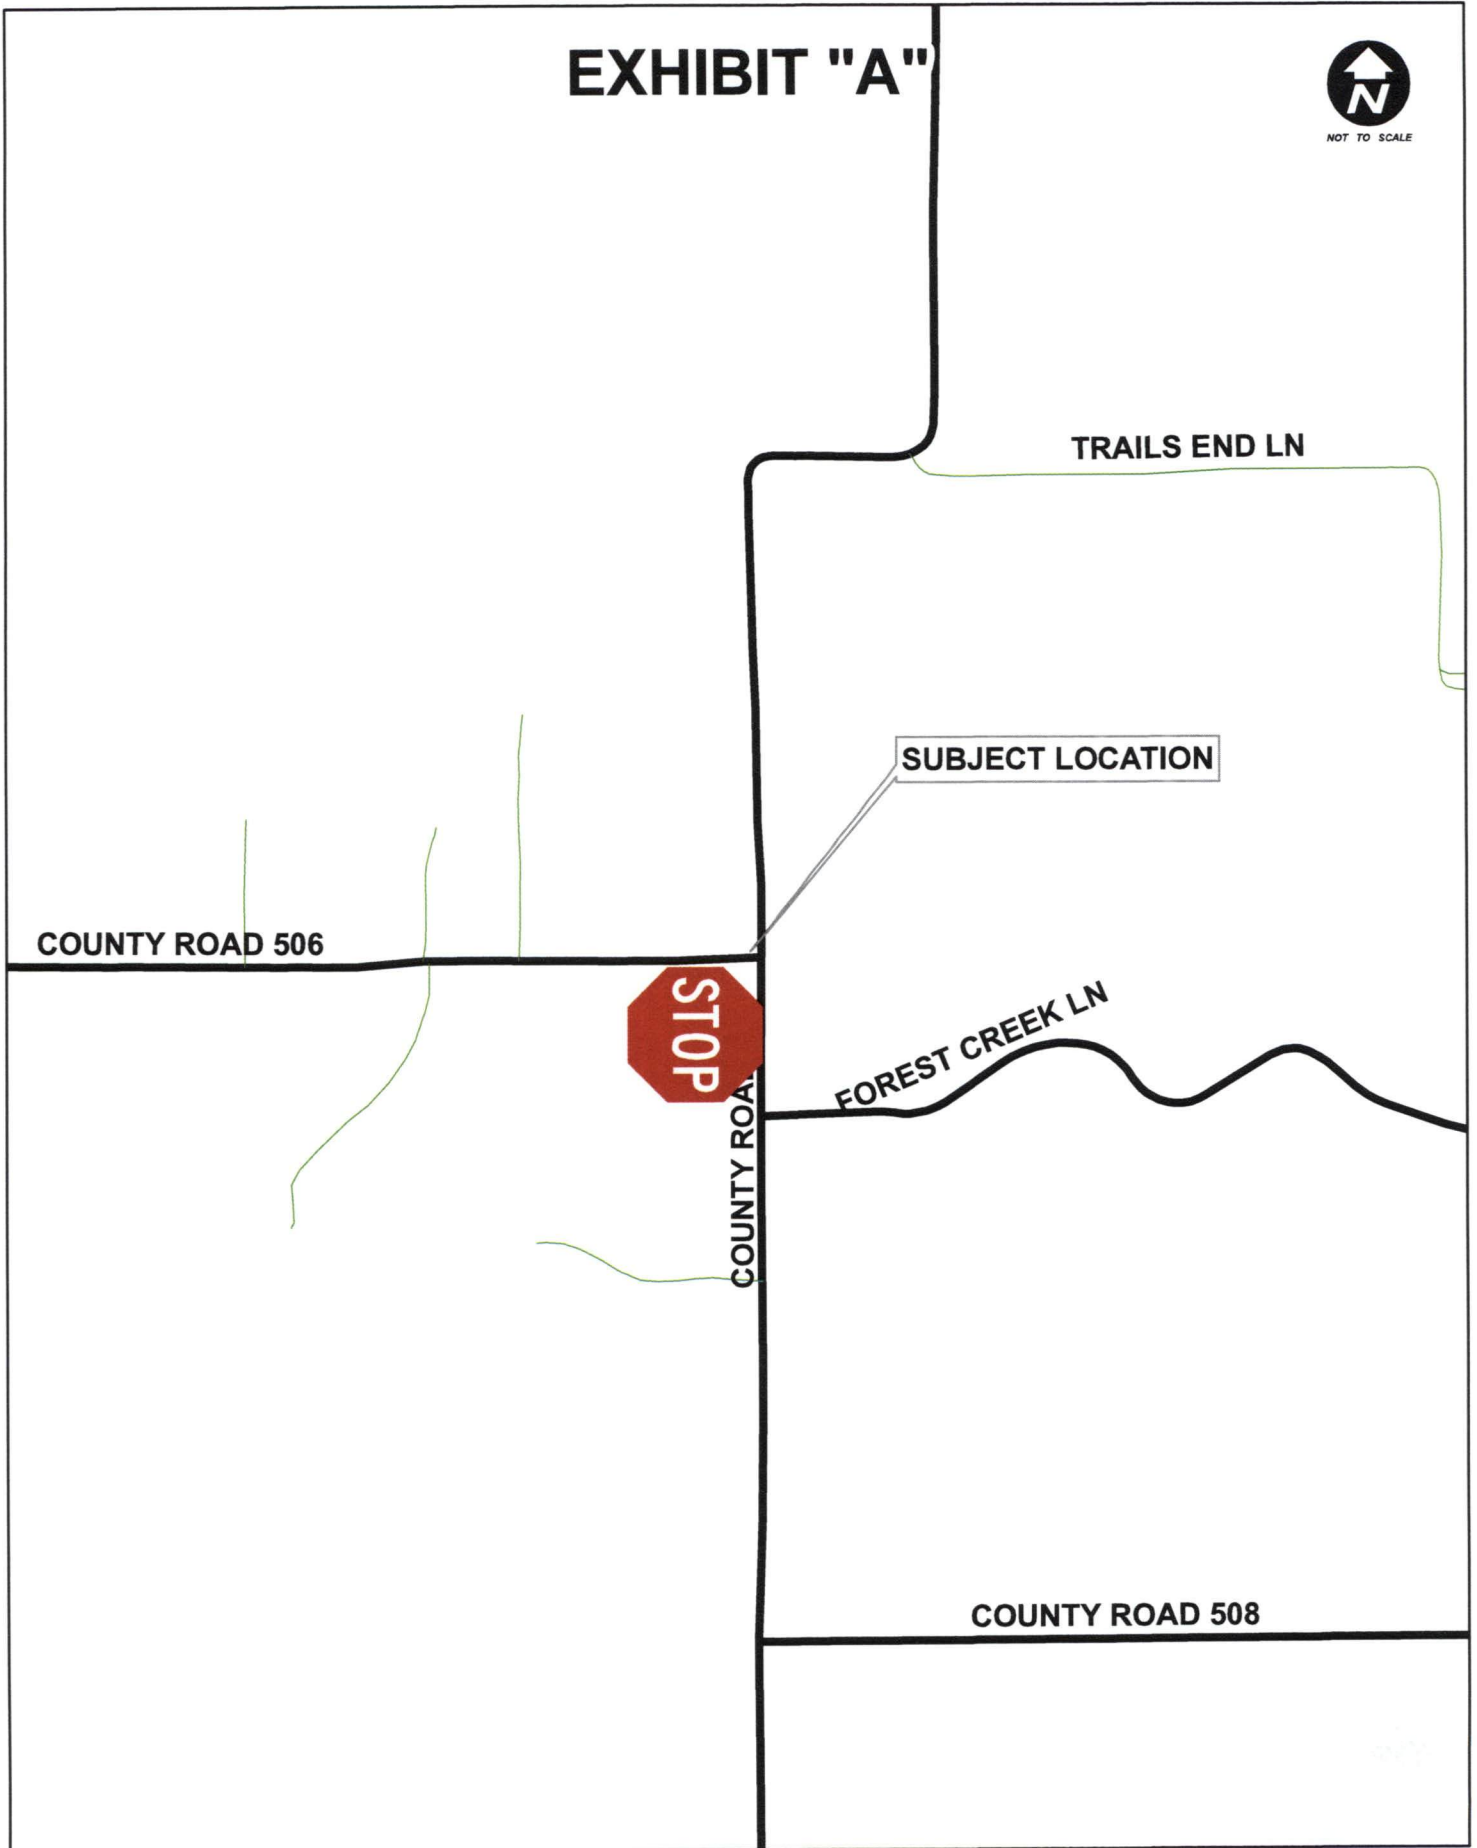 EXHIBIT "A"
N
NOT TO SCALE
TRAILS END LN
SUBJECT LOCATION
COUNTY ROAD 506
STOP
FOREST CREEK LN
COUNTY ROA
COUNTY ROAD 508